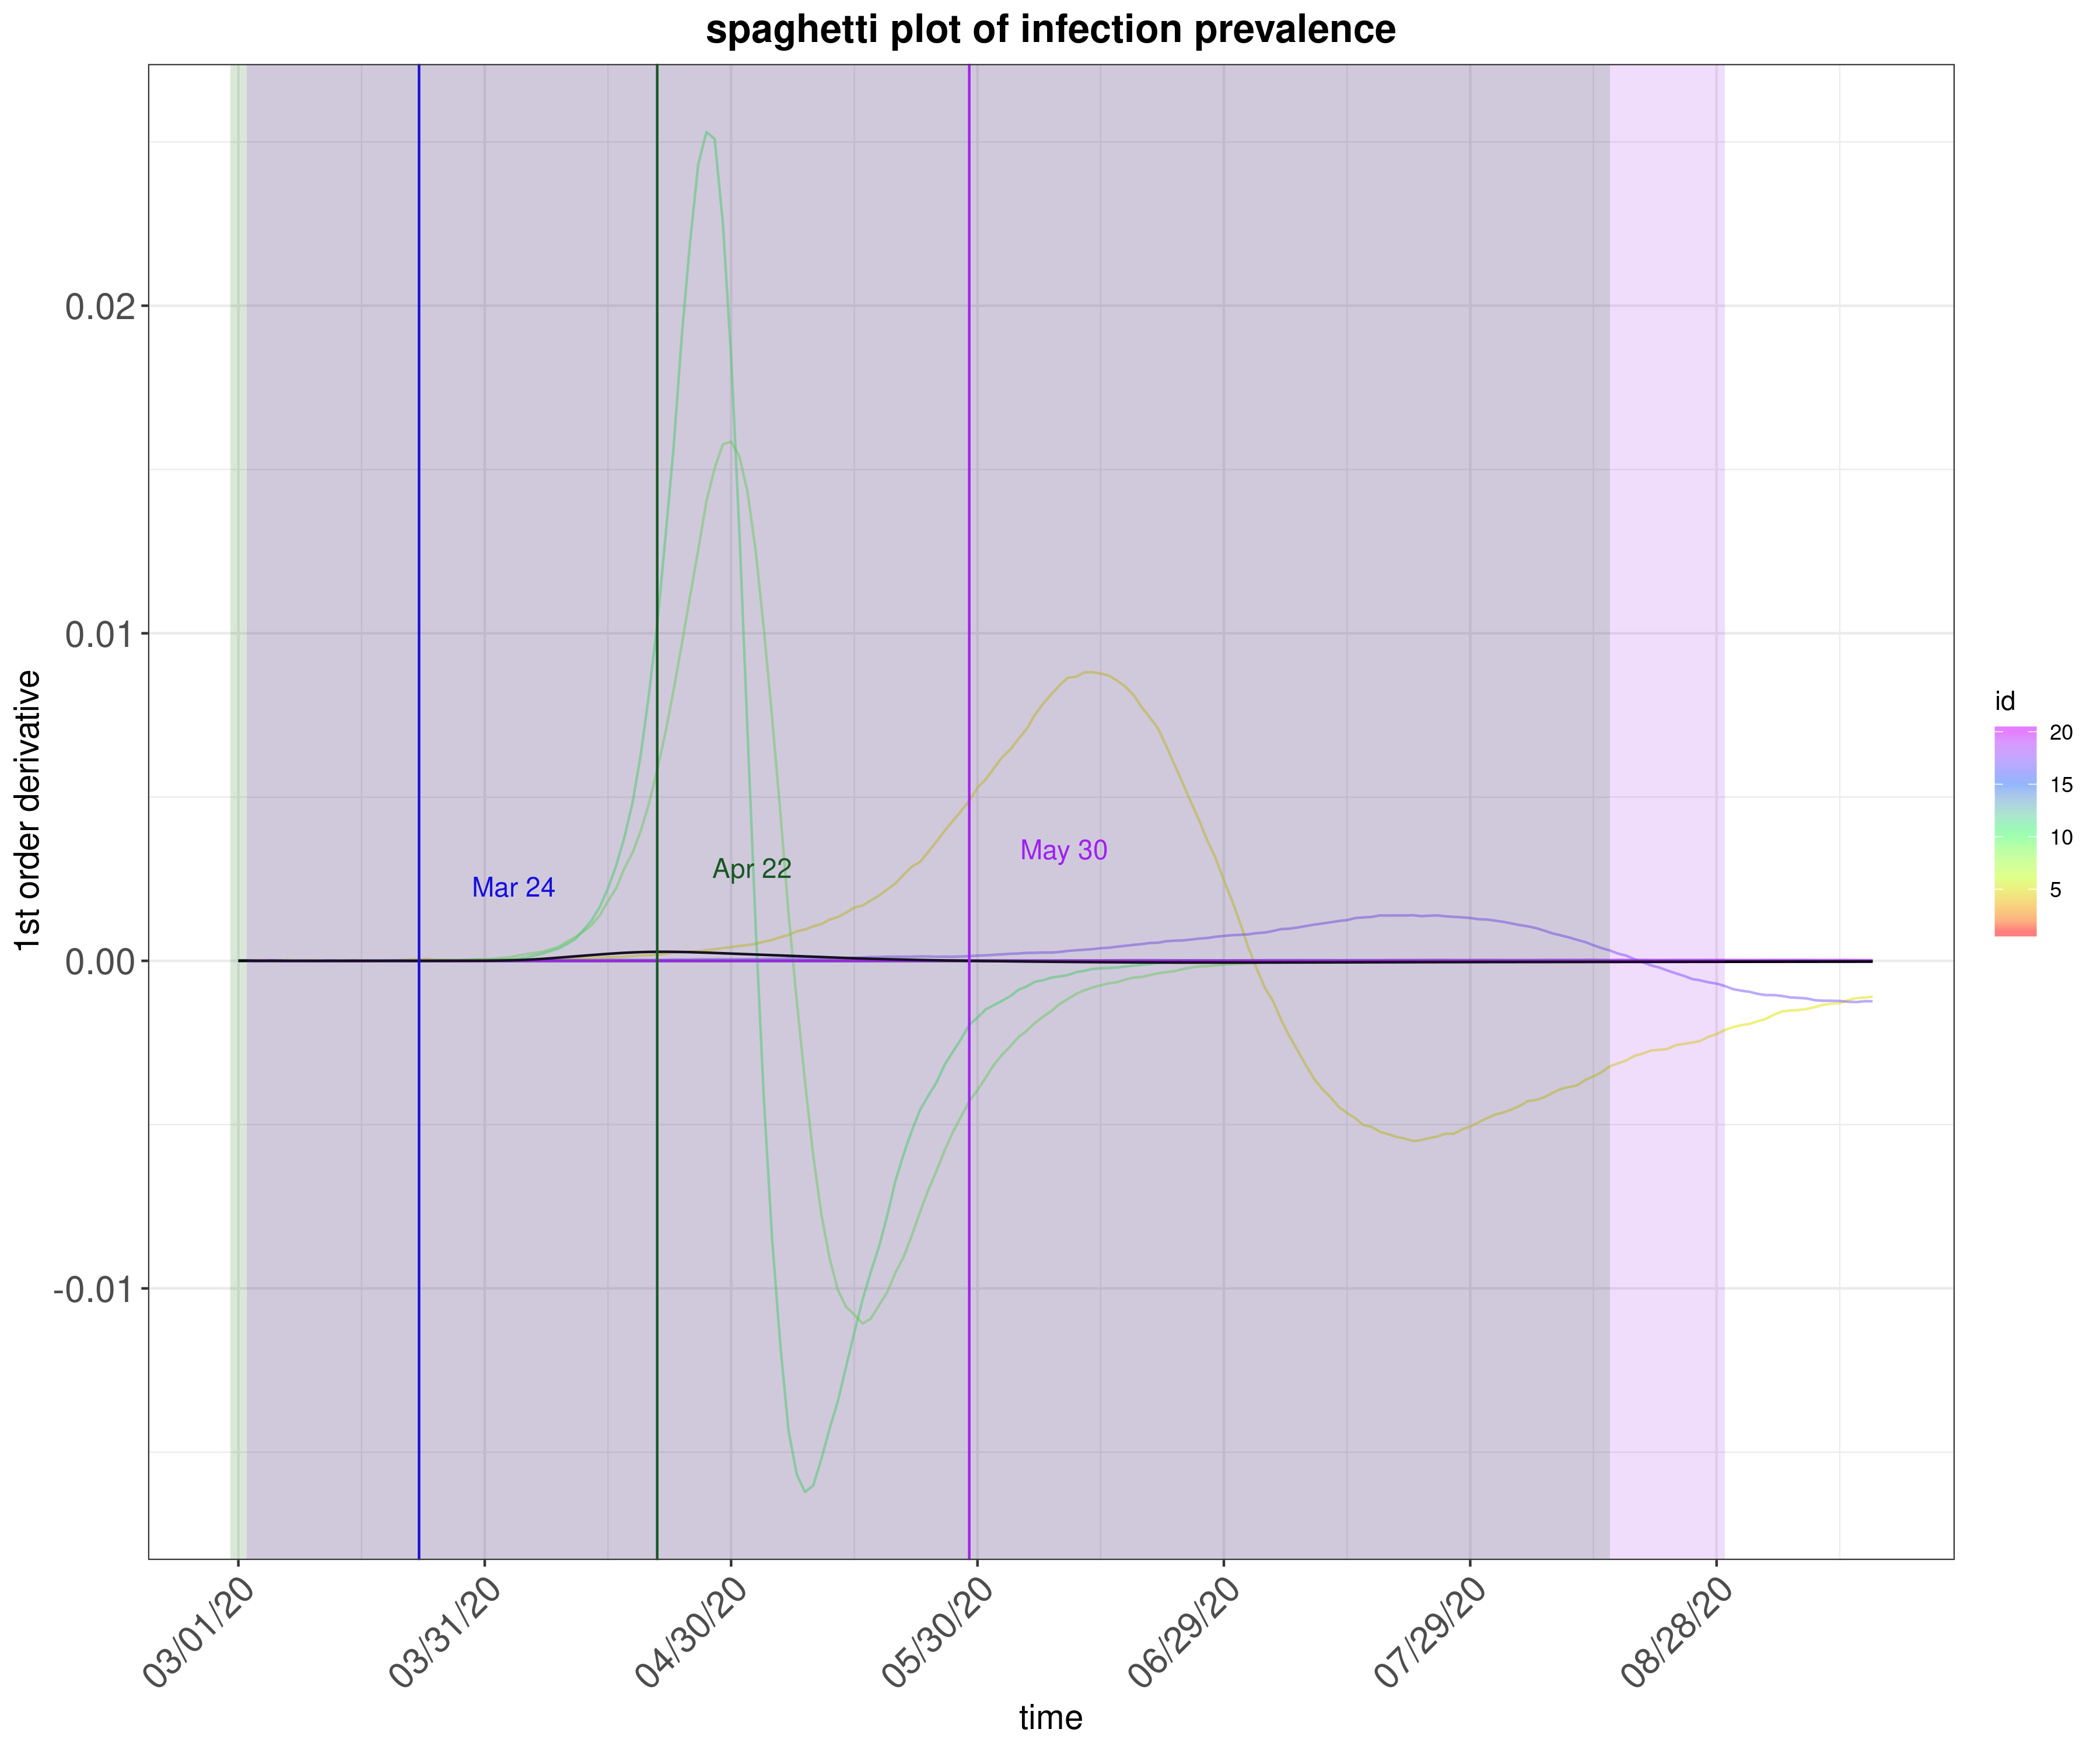 spaghetti plot of infection prevalence
1st order derivative
0.02
0.01
0.00
-0.01
Mar 24
Apr 22
May 30
03/01/20
03/31/20
04/30/20
05/30/20
06/29/20
07/29/20
08/28/20
time
id
20
15
10
5